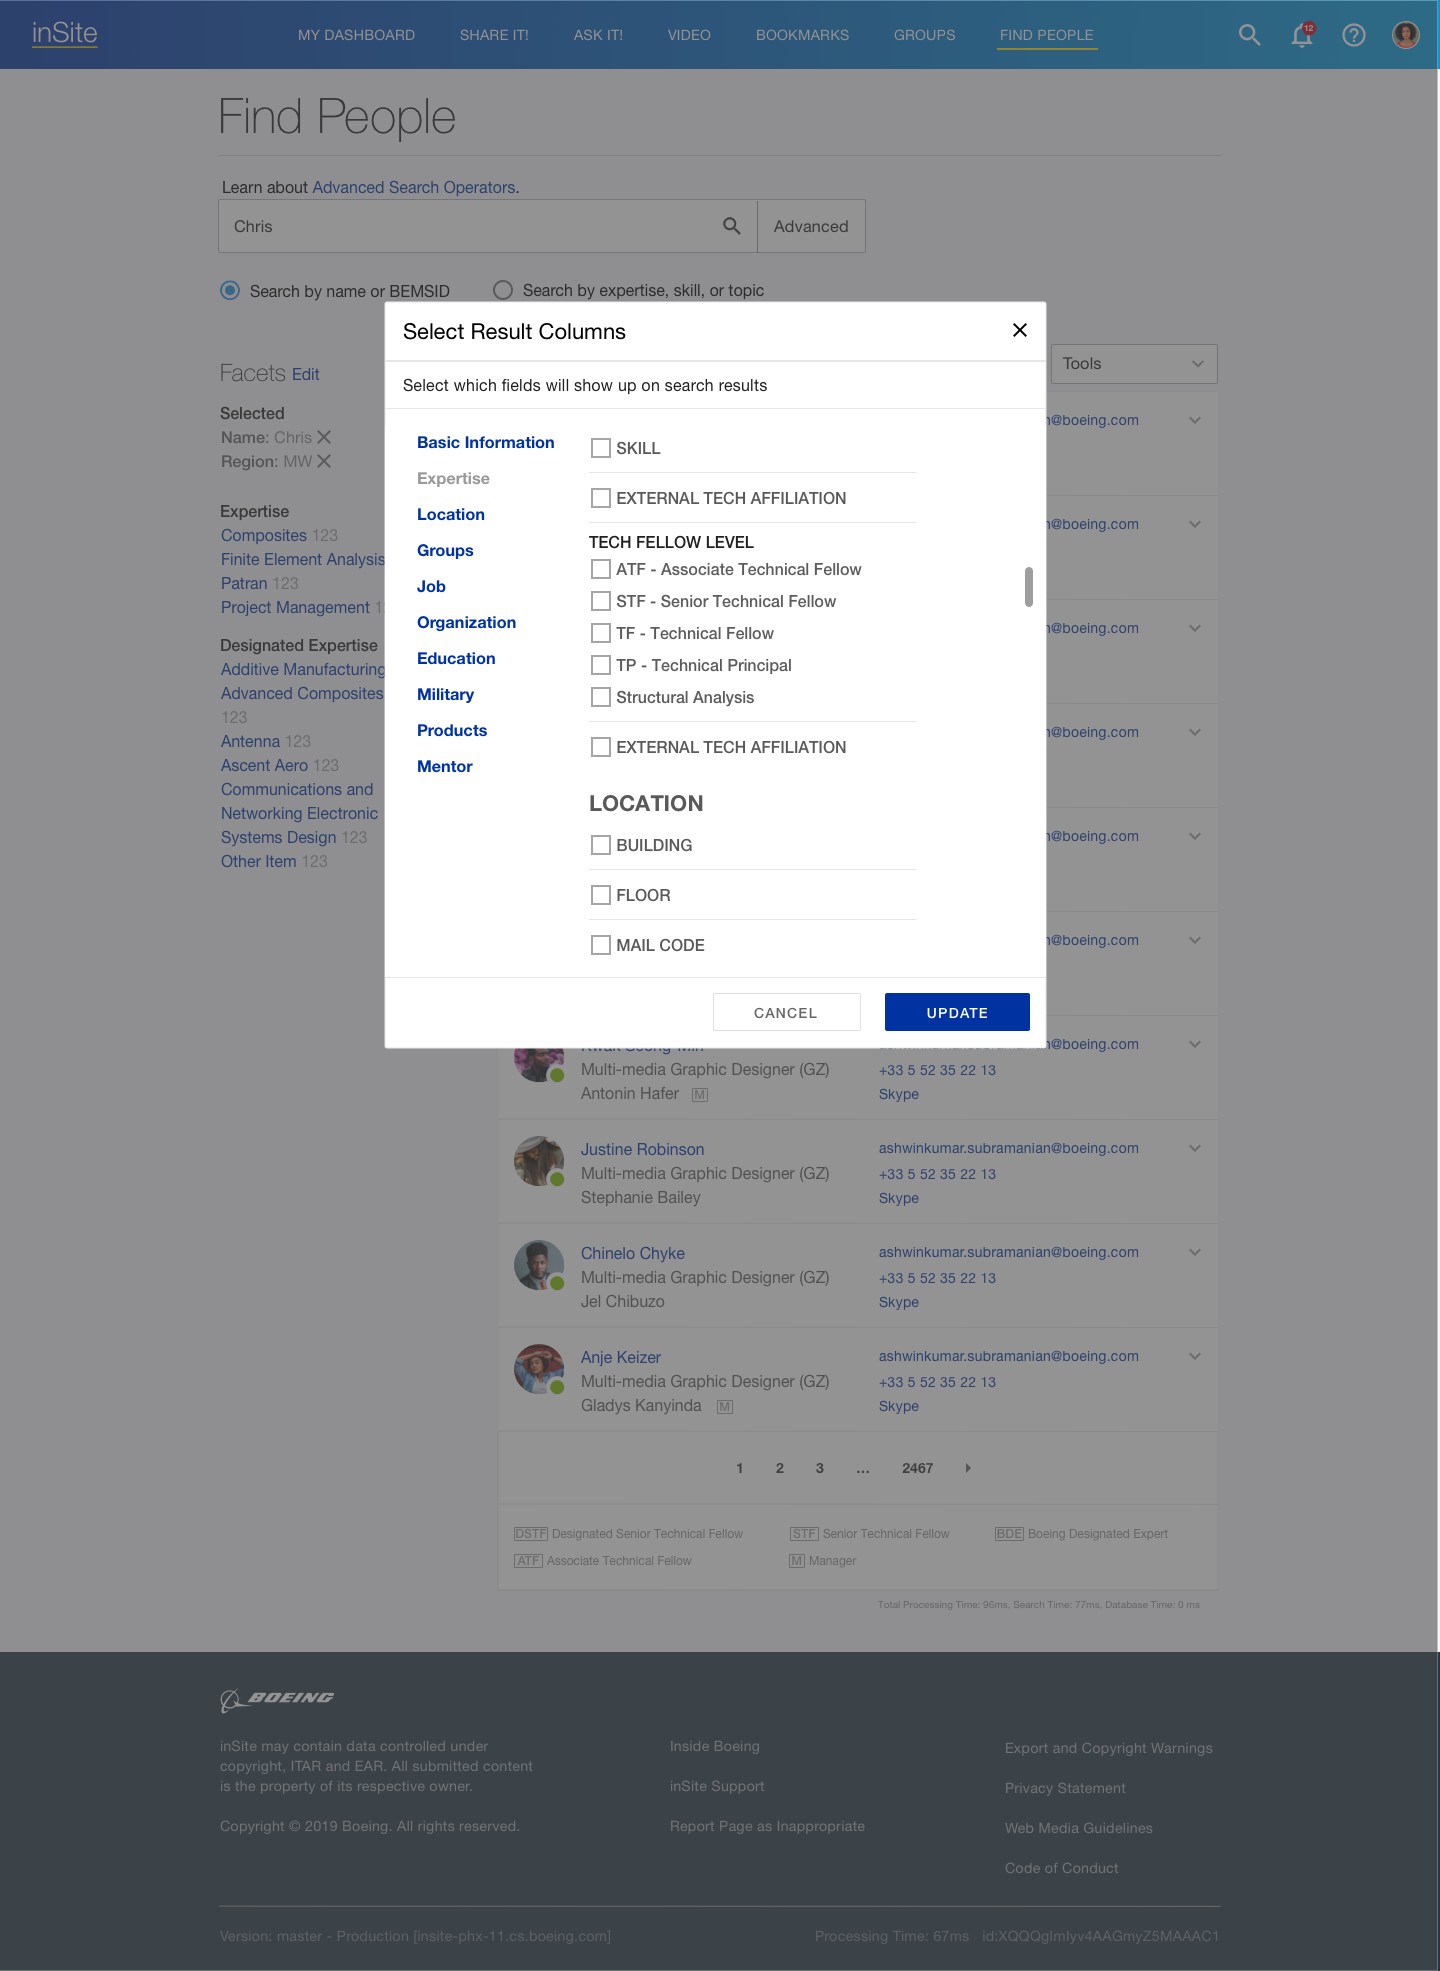 inSite
MY DASHBOARD
SHARE IT!
ASK IT!
VIDEO
BOOKMARKS
GROUPS
FIND PEOPLE
12
Find People
Learn about Advanced Search Operators.
Chris
Advanced
Search by name or BEMSID
Search by expertise, skill, or topic
Tools
Facets Edit
Selected
Name: Chris
Region: MW
Expertise
Composites 123
Finite Element Analysis
Patran 123
Project Management 1
Designated Expertise
Additive Manufacturing
Advanced Composites
123
Antenna 123
Ascent Aero 123
Communications and
Networking Electronic
Systems Design 123
Other Item 123
Select Result Columns
Select which fields will show up on search results
Basic Information
Expertise
Location
Groups
Job
Organization
Education
Military
Products
Mentor
SKILL
EXTERNAL TECH AFFILIATION
TECH FELLOW LEVEL
ATF - Associate Technical Fellow
STF - Senior Technical Fellow
TF - Technical Fellow
TP - Technical Principal
Structural Analysis
EXTERNAL TECH AFFILIATION
LOCATION
BUILDING
FLOOR
MAIL CODE
CANCEL
UPDATE
@boeing.com
@boeing.com
@boeing.com
@boeing.com
@boeing.com
@boeing.com
@boeing.com
Multi-media Graphic Designer (GZ)
Antonin Hafer M
+33 5 52 35 22 13
Skype
Justine Robinson
Multi-media Graphic Designer (GZ)
Stephanie Bailey
ashwinkumar.subramanian@boeing.com
+33 5 52 35 22 13
Skype
Chinelo Chyke
Multi-media Graphic Designer (GZ)
Jel Chibuzo
ashwinkumar.subramanian@boeing.com
+33 5 52 35 22 13
Skype
Anje Keizer
Multi-media Graphic Designer (GZ)
Gladys Kanyinda M
ashwinkumar.subramanian@boeing.com
+33 5 52 35 22 13
Skype
1 2 3 ... 2467
DSTF Designated Senior Technical Fellow
STF Senior Technical Fellow
BDE Boeing Designated Expert
ATF Associate Technical Fellow
M Manager
Total Processing Time: 96ms, Search Time: 77ms, Database Time: 0 ms
BOEING
inSite may contain data controlled under
copyright, ITAR and EAR. All submitted content
is the property of its respective owner.
Copyright © 2019 Boeing. All rights reserved.
Inside Boeing
inSite Support
Report Page as Inappropriate
Export and Copyright Warnings
Privacy Statement
Web Media Guidelines
Code of Conduct
Version: master - Production [insite-phx-11.cs.boeing.com]
Processing Time: 67ms